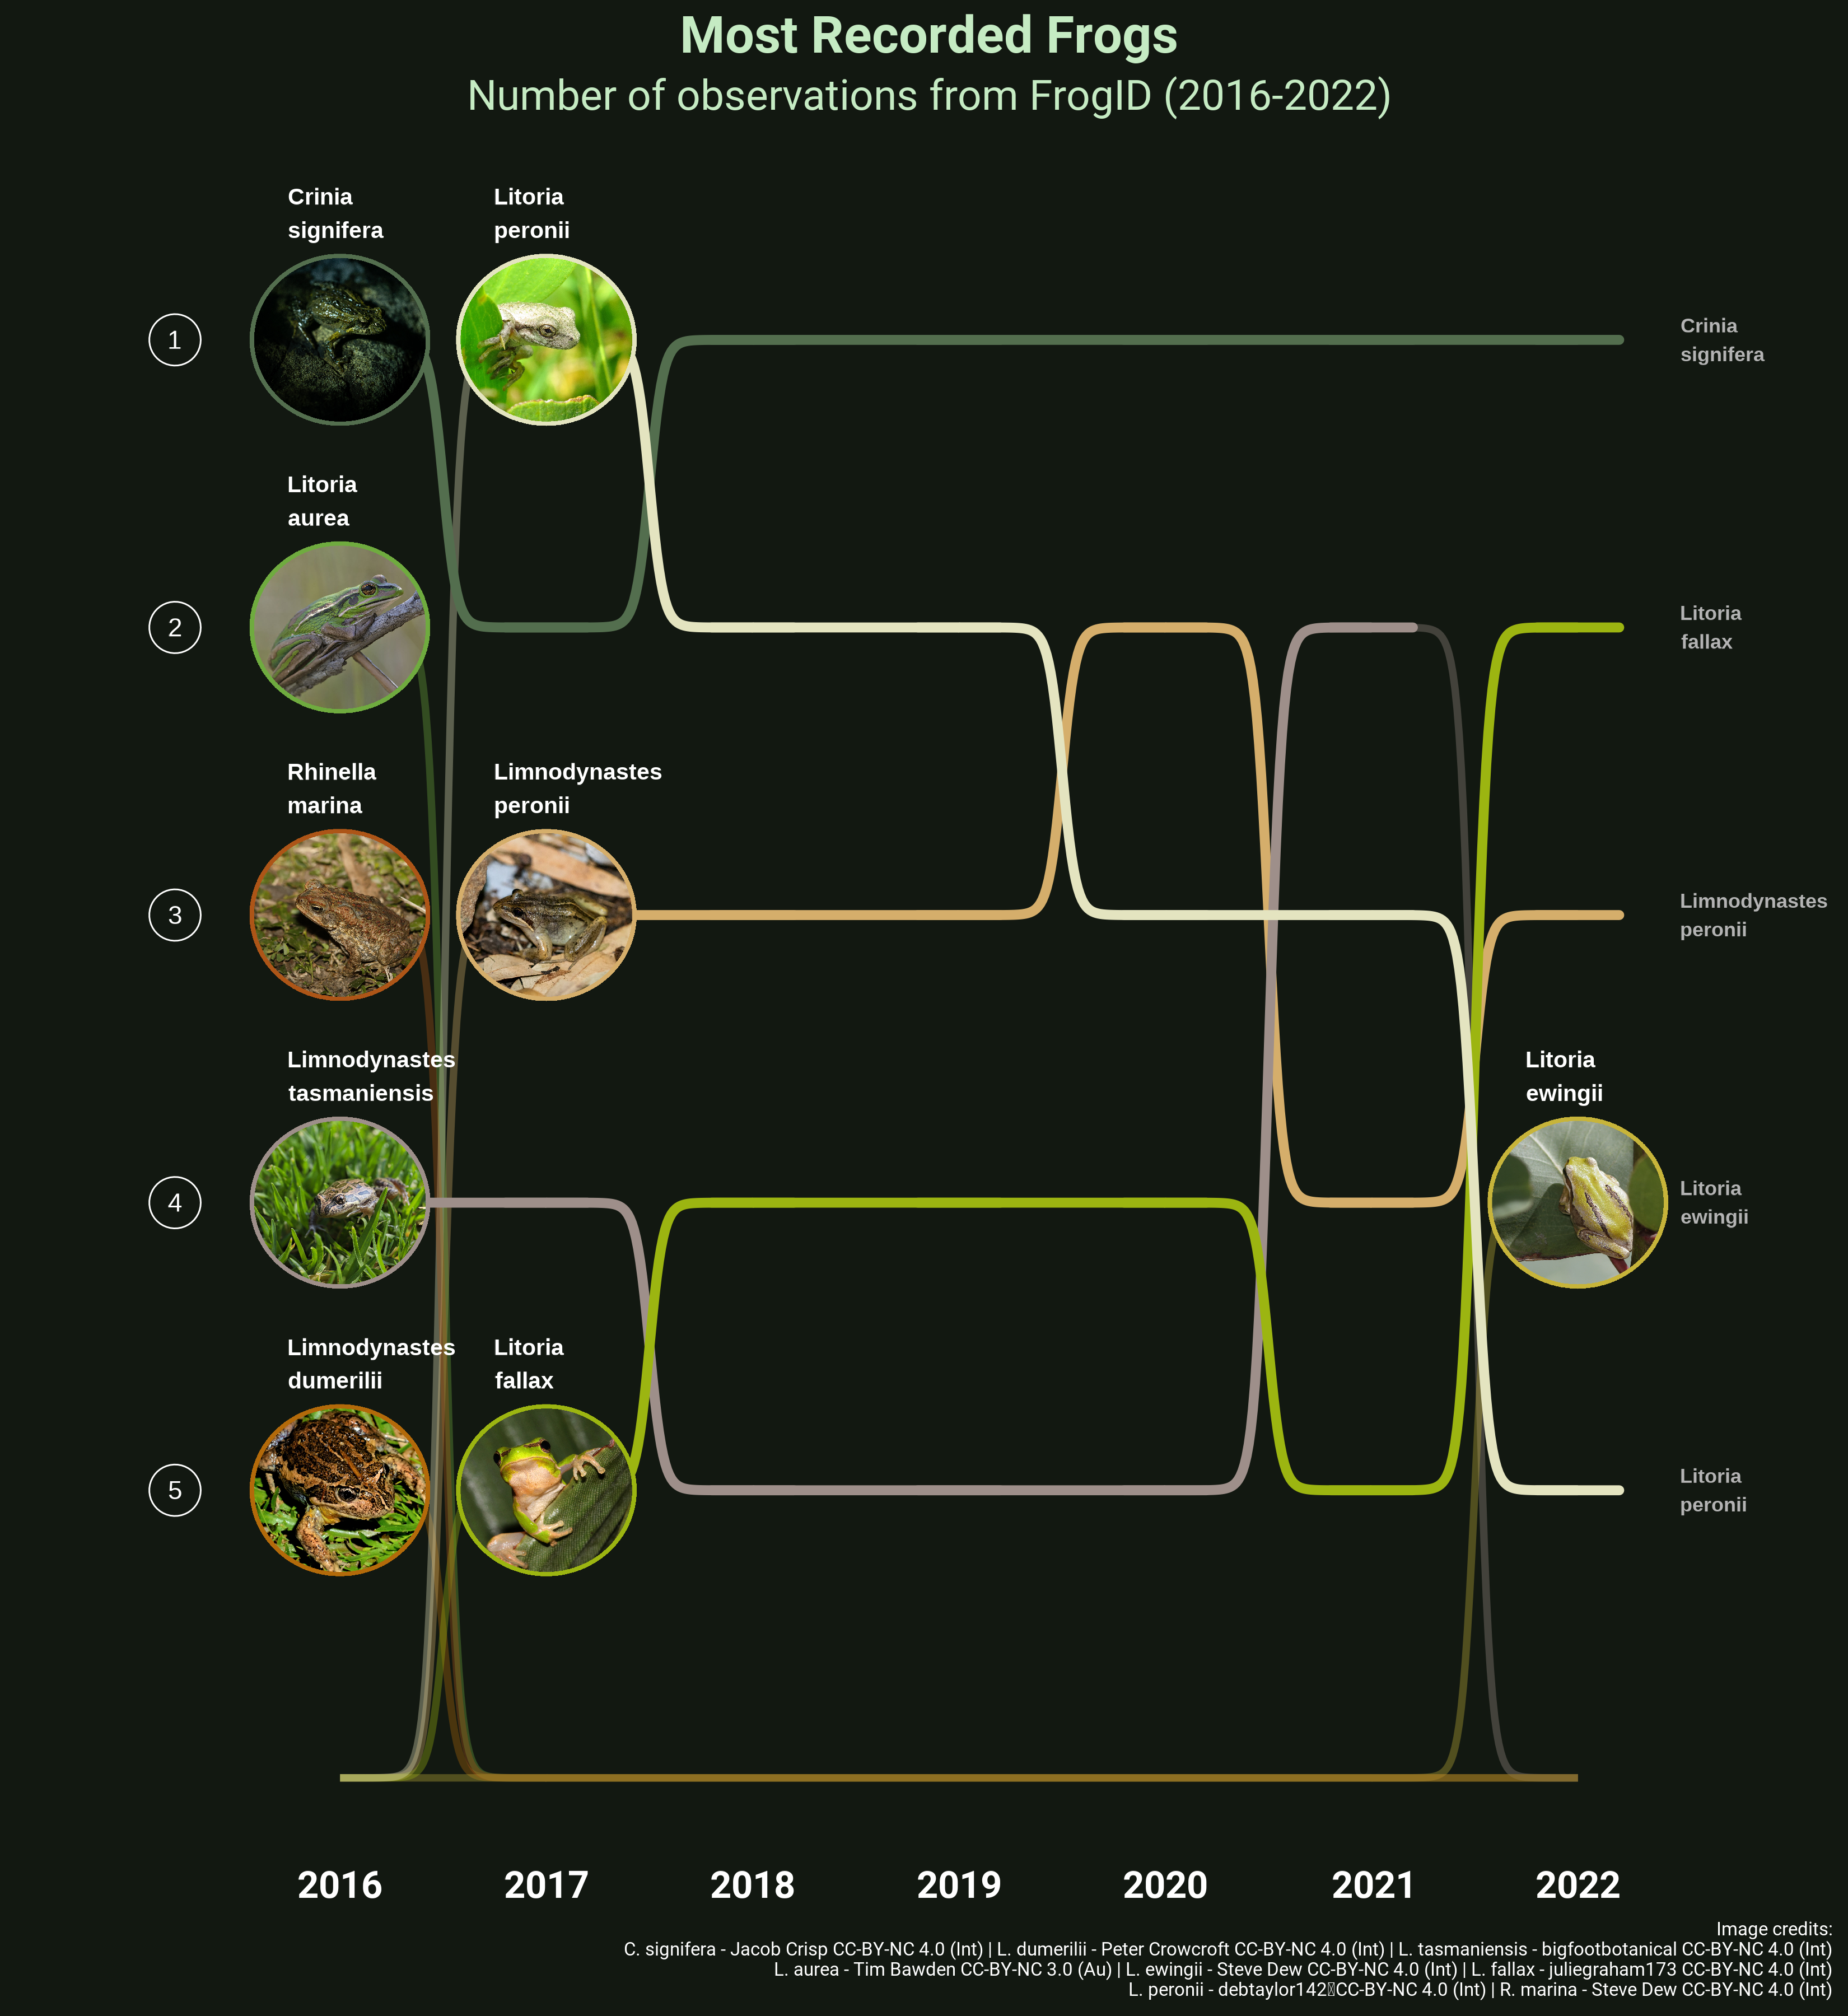 Most Recorded Frogs
Number of observations from FrogID (2016-2022)
Crinia
signifera
Litoria
peronii
1
Crinia
signifera
Litoria
aurea
2
Litoria
fallax
Rhinella
marina
Limnodynastes
peronii
3
Limnodynastes
peronii
Limnodynastes
tasmaniensis
Litoria
ewingii
4
Litoria
ewingii
Limnodynastes
dumerilii
Litoria
fallax
5
Litoria
peronii
2016 2017 2018 2019 2020 2021 2022
Image credits:
C. signifera - Jacob Crisp CC-BY-NC 4.0 (Int) | L. dumerilii - Peter Crowcroft CC-BY-NC 4.0 (Int) | L. tasmaniensis - bigfootbotanical CC-BY-NC 4.0 (Int)
L. aurea - Tim Bawden CC-BY-NC 3.0 (Au) | L. ewingii - Steve Dew CC-BY-NC 4.0 (Int) | L. fallax - juliegraham173 CC-BY-NC 4.0 (Int)
L. peronii - debtaylor142 CC-BY-NC 4.0 (Int) | R. marina - Steve Dew CC-BY-NC 4.0 (Int)